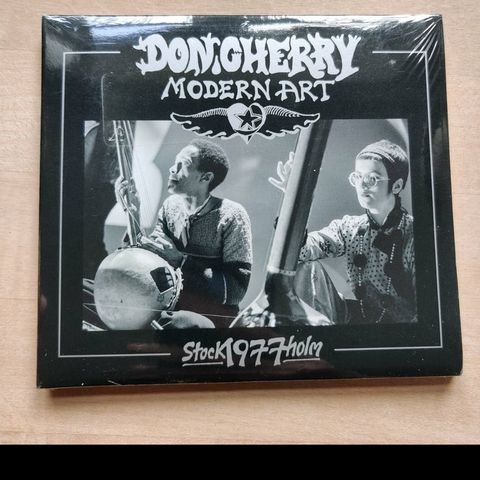 DON CHERRY
MODERN ART
Stock1977holm